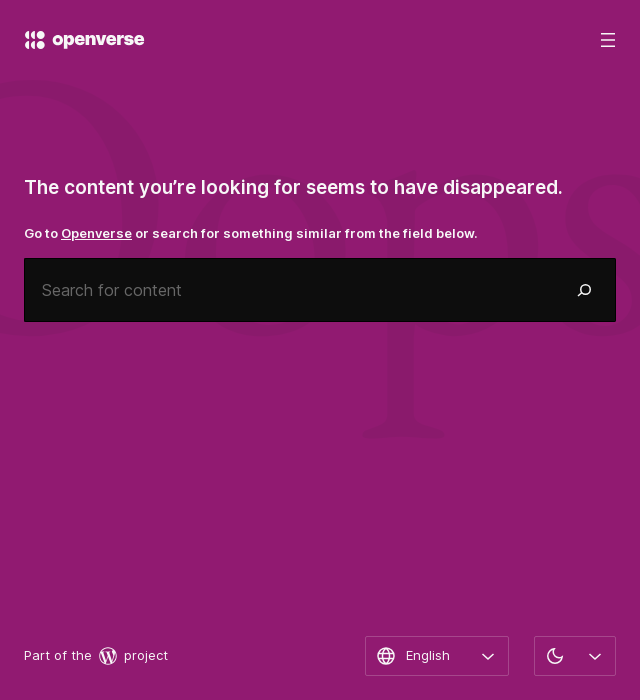 openverse
Oops
The content you’re looking for seems to have disappeared.
Go to Openverse or search for something similar from the field below.
Search for content
Part of the W project
English